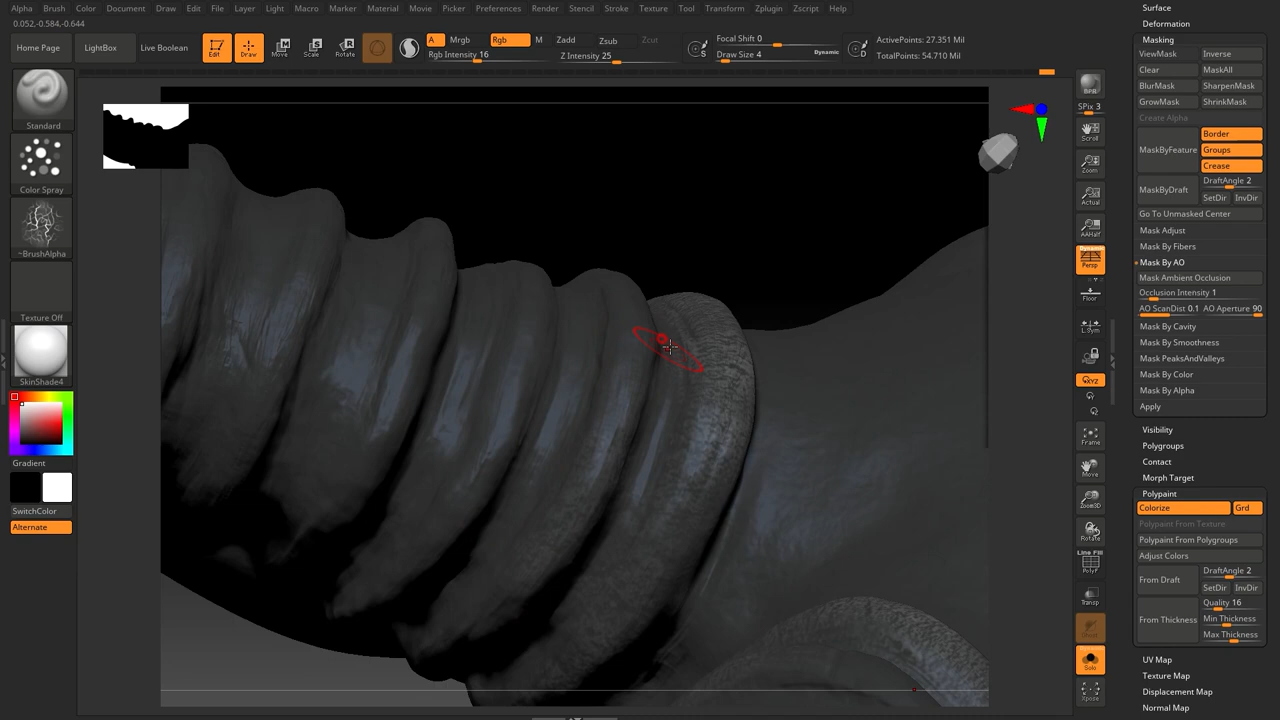 Alpha Brush Color Document Draw Edit File Layer Light Macro Marker Material Movie Picker Preferences Render Stencil Stroke Texture Tool Transform Zplugin Zscript Help
0.052,-0.584,-0.644
Home Page LightBox Live Boolean Edit Draw Move Scale Rotate A Mrgb Rgb M Zadd Zsub Zcut Focal Shift 0 ActivePoints: 27.351 Mil
Rgb Intensity 16 Z Intensity 25 S Draw Size 4 Dynamic D TotalPoints: 54.710 Mil
Standard
Color Spray
~BrushAlpha
Texture Off
SkinShade4
Gradient
SwitchColor
Alternate
BPR
SPix 3
Scroll
Zoom
Actual
AAHalf
Dynamic
Persp
Floor
L.Sym
XYZ
Frame
Move
Zoom3D
Rotate
Line Fill
PolyF
Transp
Ghost
Dynamic
Solo
Xpose
Surface
Deformation
Masking
ViewMask Inverse
Clear MaskAll
BlurMask SharpenMask
GrowMask ShrinkMask
Create Alpha
MaskByFeature Border
Groups
Crease
MaskByDraft DraftAngle 2
SetDir InvDir
Go To Unmasked Center
Mask Adjust
Mask By Fibers
Mask By AO
Mask Ambient Occlusion
Occlusion Intensity 1
AO ScanDist 0.1 AO Aperture 90
Mask By Cavity
Mask By Smoothness
Mask PeaksAndValleys
Mask By Color
Mask By Alpha
Apply
Visibility
Polygroups
Contact
Morph Target
Polypaint
Colorize Grd
Polypaint From Texture
Polypaint From Polygroups
Adjust Colors
From Draft DraftAngle 2
SetDir InvDir
From Thickness Quality 16
Min Thickness
Max Thickness
UV Map
Texture Map
Displacement Map
Normal Map